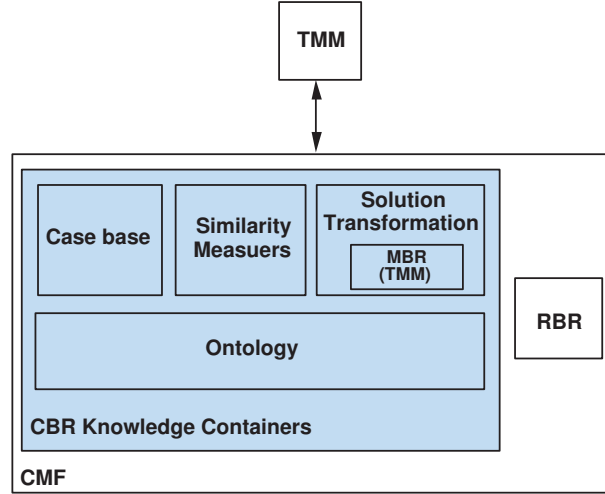 TMM
Case base
Similarity
Measuers
Solution
Transformation
MBR
(TMM)
RBR
Ontology
CBR Knowledge Containers
CMF